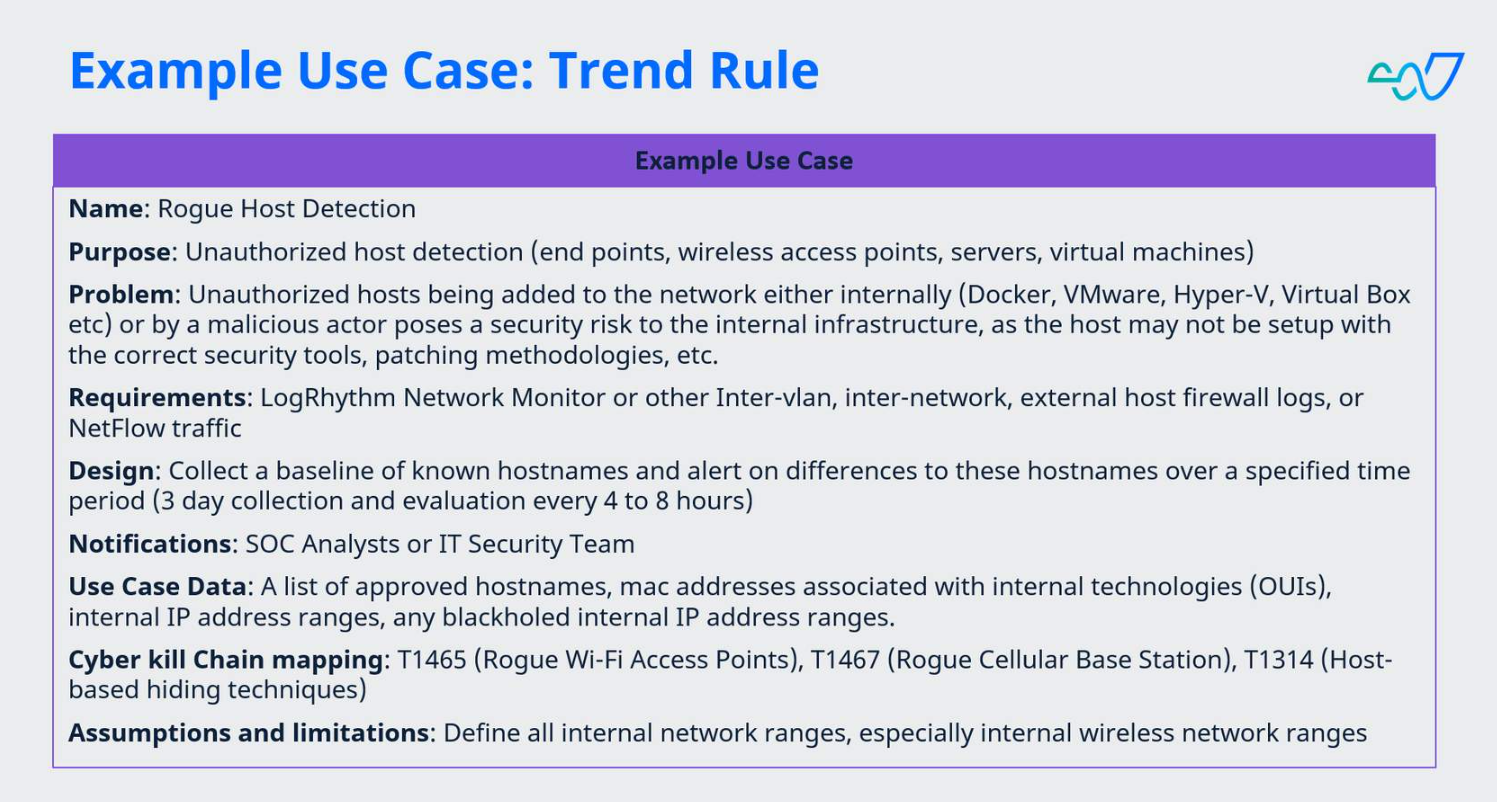 Example Use Case: Trend Rule
Example Use Case
Name: Rogue Host Detection
Purpose: Unauthorized host detection (end points, wireless access points, servers, virtual machines)
Problem: Unauthorized hosts being added to the network either internally (Docker, VMware, Hyper-V, Virtual Box
etc) or by a malicious actor poses a security risk to the internal infrastructure, as the host may not be setup with
the correct security tools, patching methodologies, etc.
Requirements: LogRhythm Network Monitor or other Inter-vlan, inter-network, external host firewall logs, or
NetFlow traffic
Design: Collect a baseline of known hostnames and alert on differences to these hostnames over a specified time
period (3 day collection and evaluation every 4 to 8 hours)
Notifications: SOC Analysts or IT Security Team
Use Case Data: A list of approved hostnames, mac addresses associated with internal technologies (OUIs),
internal IP address ranges, any blackholed internal IP address ranges.
Cyber kill Chain mapping: T1465 (Rogue Wi-Fi Access Points), T1467 (Rogue Cellular Base Station), T1314 (Host-
based hiding techniques)
Assumptions and limitations: Define all internal network ranges, especially internal wireless network ranges